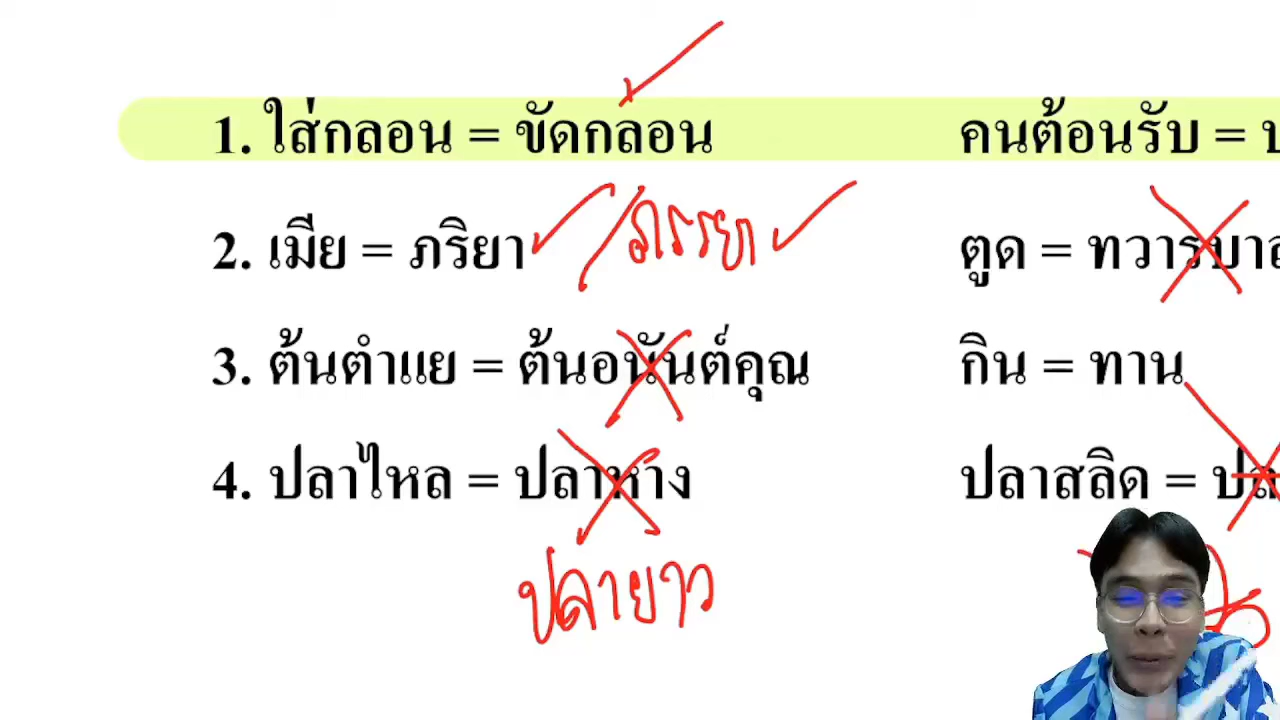 1. ใส่กลอน = ขัดกลอน คนต้อนรับ =
2. เมีย = ภริยา /ภรรยา ตูด = ทวารบา
3. ต้นตำแย = ต้นอนันต์คุณ กิน = ทาน
4. ปลาไหล = ปลาหาง ปลาสลิด =
ปลายาว